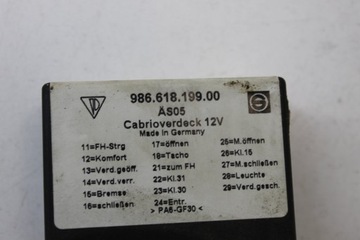 986.618.199.00
ÄS05
Cabrioverdeck 12V
Made in Germany
11=FH-Strg 17=öffnen 25=M.öffnen
12=Komfort 18=Tacho 26=Kl.15
13=Verd.geöf. 21=zum FH 27=M.schließen
14=Verd.verr. 22=Kl.31 28=Leuchte
15=Bremse 23=Kl.30 29=Verd.gesch.
16=schließen 24=Entr.
> PA6-GF30 <